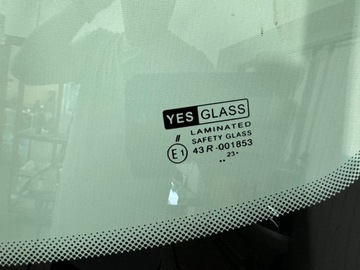 YES GLASS
LAMINATED
SAFETY GLASS
//
E1 43 R-001853
.. 23.